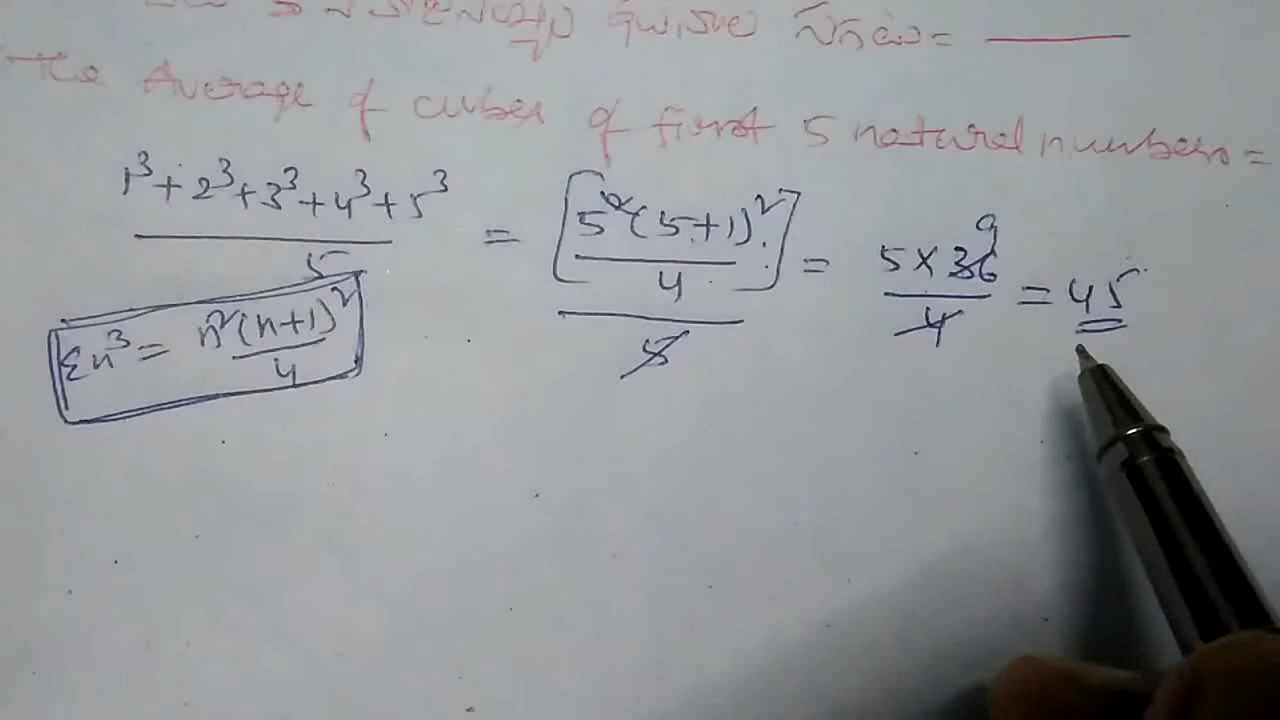 The Average of cubes of first 5 natural numbers =
1³ + 2³ + 3³ + 4³ + 5³ / 5 = [5²(5+1)² / 4] / 5 = 5 × 36 / 4 = 45
9
Σn³ = n²(n+1)² / 4